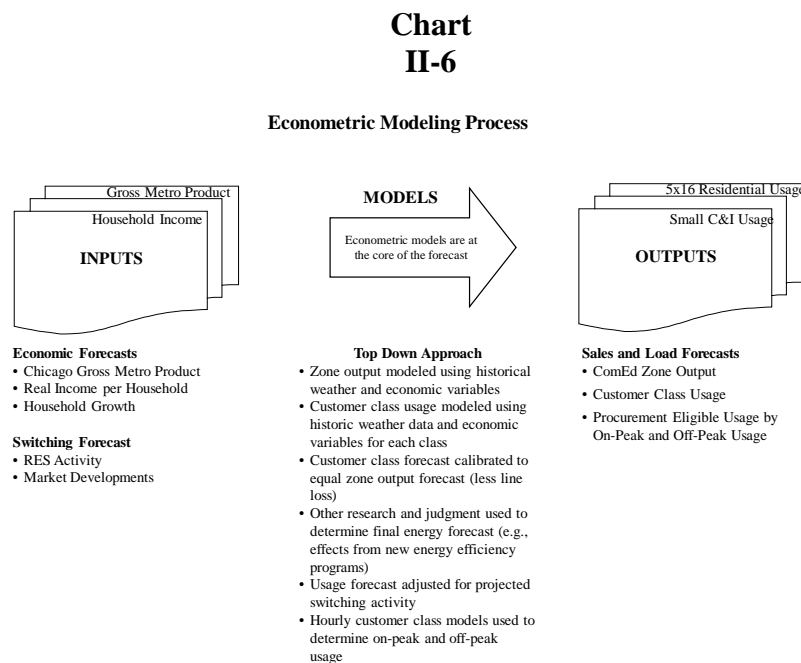 Chart
II-6
Econometric Modeling Process
Gross Metro Product
Household Income
INPUTS
MODELS
Econometric models are at
the core of the forecast
5x16 Residential Usage
Small C&I Usage
OUTPUTS
Economic Forecasts
• Chicago Gross Metro Product
• Real Income per Household
• Household Growth
Switching Forecast
• RES Activity
• Market Developments
Top Down Approach
• Zone output modeled using historical
weather and economic variables
• Customer class usage modeled using
historic weather data and economic
variables for each class
• Customer class forecast calibrated to
equal zone output forecast (less line
loss)
• Other research and judgment used to
determine final energy forecast (e.g.,
effects from new energy efficiency
programs)
• Usage forecast adjusted for projected
switching activity
• Hourly customer class models used to
determine on-peak and off-peak
usage
Sales and Load Forecasts
• ComEd Zone Output
• Customer Class Usage
• Procurement Eligible Usage by
On-Peak and Off-Peak Usage